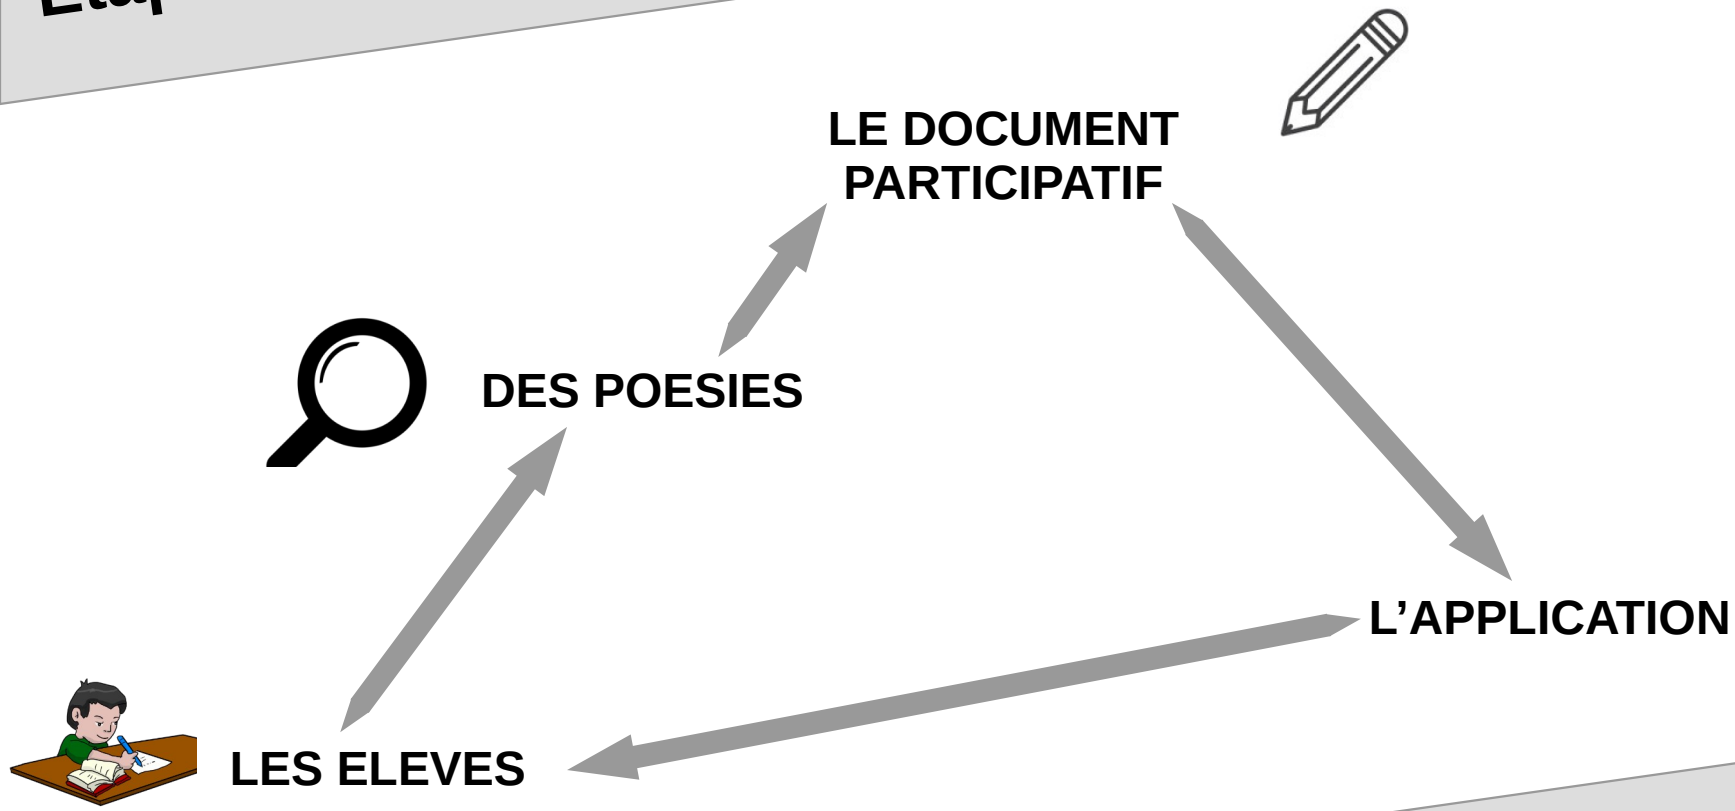 LE DOCUMENT
PARTICIPATIF
DES POESIES
L’APPLICATION
LES ELEVES